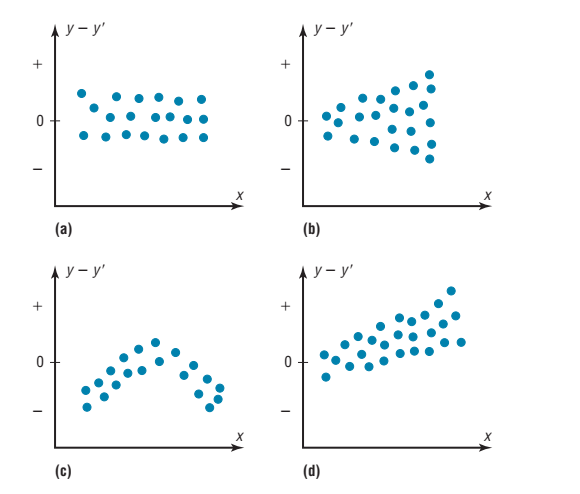 y – y′ y – y′
+ +
0 0
– –
x x
(a) (b)
y – y′ y – y′
+ +
0 0
– –
x x
(c) (d)